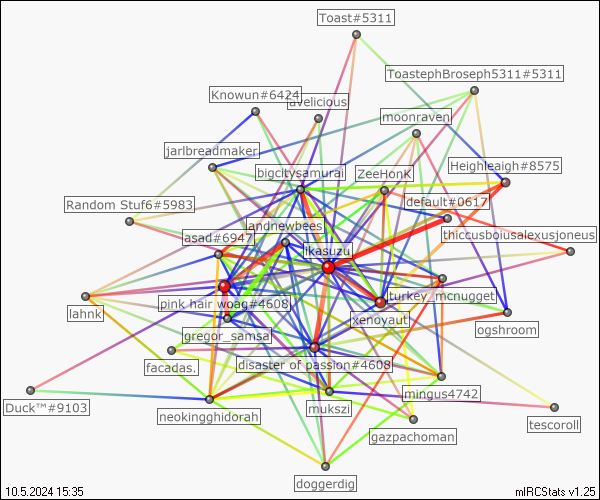 Toast#5311
ToastephBroseph5311#5311
Knowun#6424
avelicious
moonraven
jarlbreadmaker
bigcitysamurai
ZeeHonK
Heighleaigh#8575
Random Stuf6#5983
default#0617
landnewbees
thiccusboiusalexusjoneus
asad#6947
ikasuzu
pink hair woag#4608
turkey_mcnugget
lahnk
xenoyaut
ogshroom
gregor_samsa
facadas.
disaster of passion#4608
mingus4742
Duck™#9103
neokingghidorah
mukszi
tescoroll
gazpachoman
doggerdig
10.5.2024 15:35
mIRCStats v1.25